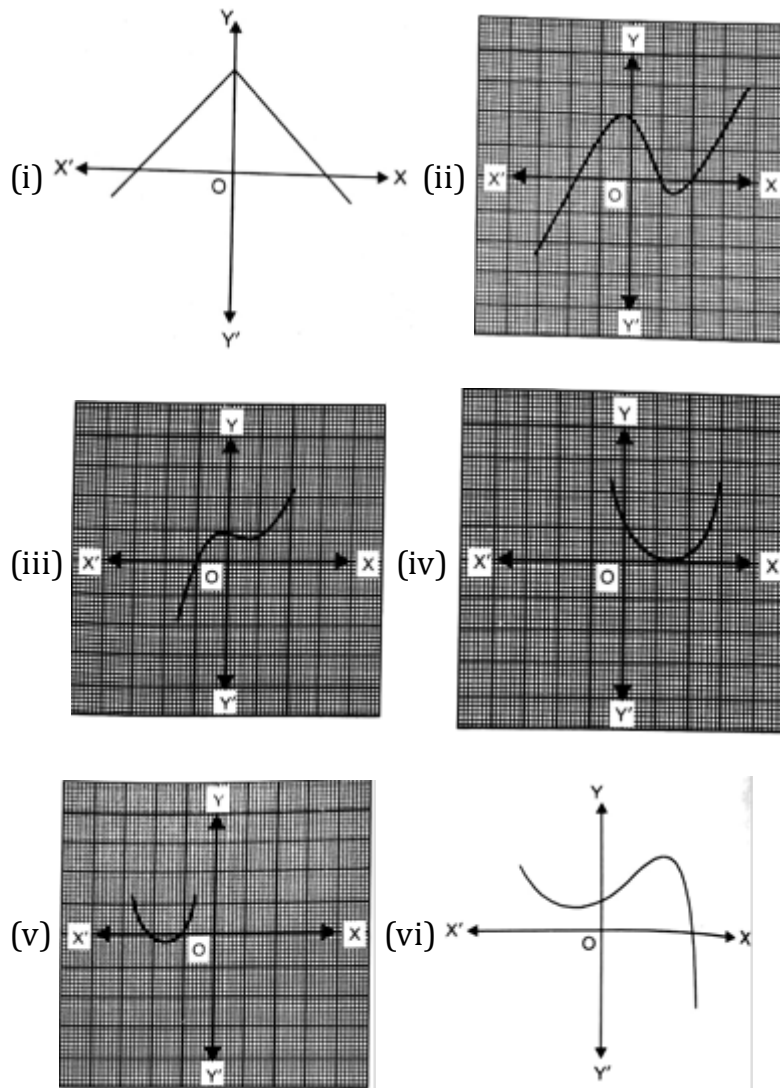 Y
Y
(i) X' X (ii) X' X
O
O
Y'
Y'
Y
Y
(iii) X' X (iv) X' X
O
O
Y'
Y'
Y
Y
(v) X' X (vi) X' X
O
O
Y'
Y'